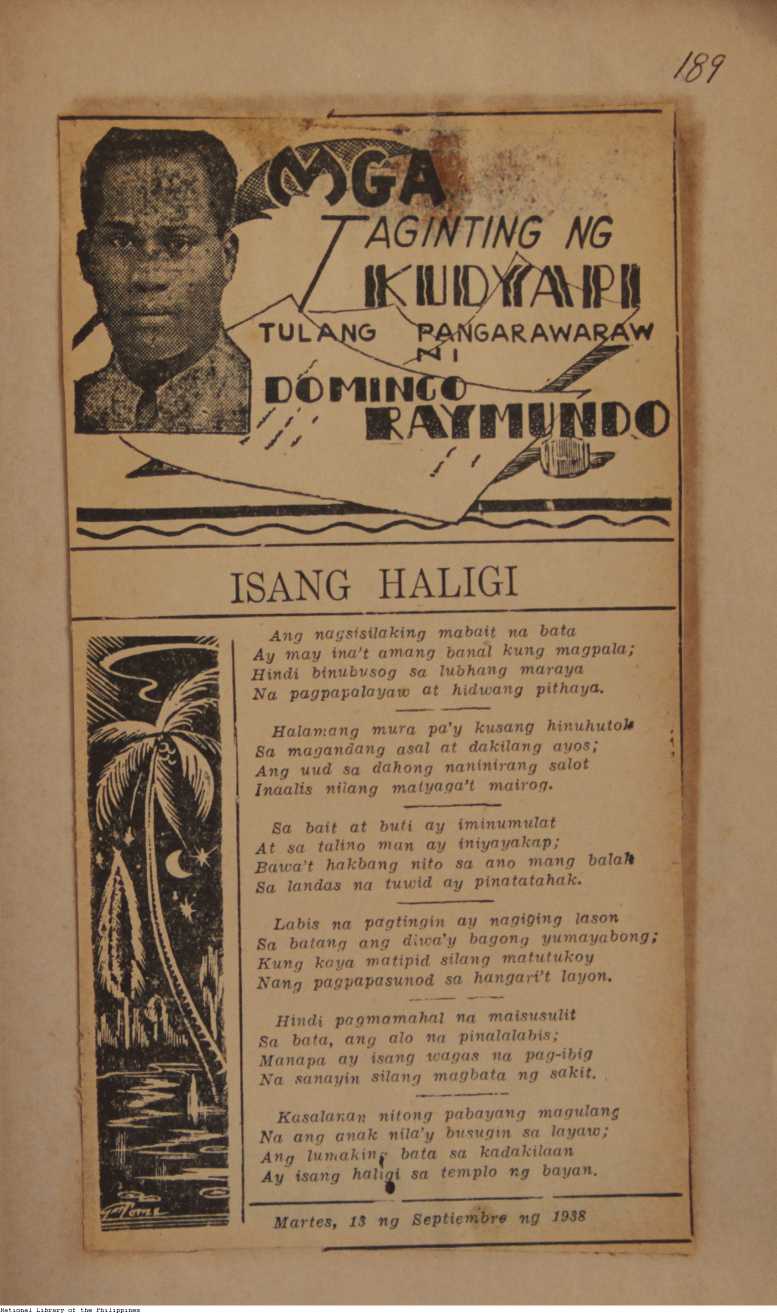 189
MGA
TAGINTING NG
KUDYAPI
TULANG PANGARAWARAW
NI
DOMINGO
RAYMUNDO
ISANG HALIGI
Ang nagsisilaking mabait na bata
Ay may ina't amang banal kung magpala;
Hindi binubusog sa lubhang maraya
Na pagpapalayaw at hidwang pithaya.
Halamang mura pa'y kusang hinuhutok
Sa magandang asal at dakilang ayos;
Ang uud sa dahong naninirang salot
Inaalis nilang matyaga't mairog.
Sa bait at buti ay iminumulat
At sa talino man ay iniyayakap;
Bawa't hakbang nito sa ano mang balak
Sa landas na tuwid ay pinatatahak.
Labis na pagtingin ay nagiging lason
Sa batang ang diwa'y bagong yumayabong;
Kung kaya matipid silang matutukoy
Nang pagpapasunod sa hangari't layon.
Hindi pagmamahal na maisusulit
Sa bata, ang alo na pinalalabis;
Manapa ay isang wagas na pag-ibig
Na sanayin silang magbata ng sakit.
Kasalanan nitong pabayang magulang
Na ang anak nila'y busugin sa layaw;
Ang lumaking bata sa kadakilaan
Ay isang haligi sa templo ng bayan.
Martes, 13 ng Septiembre ng 1938
National Library of the Philippines